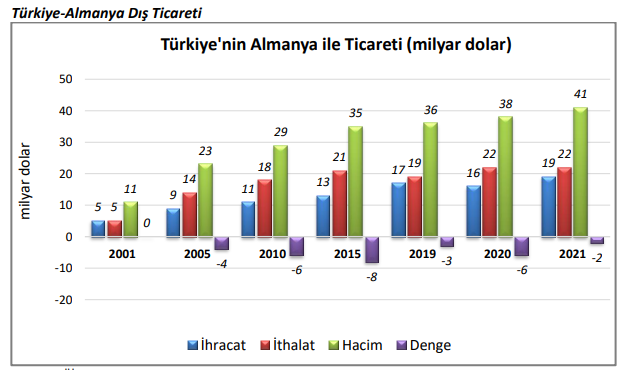 Türkiye-Almanya Dış Ticareti
Türkiye'nin Almanya ile Ticareti (milyar dolar)
milyar dolar
50
40
30
20
10
0
-10
-20
5 5 11 0
9 14 23 -4
11 18 29 -6
13 21 35 -8
17 19 36 -3
16 22 38 -6
19 22 41 -2
2001 2005 2010 2015 2019 2020 2021
İhracat İthalat Hacim Denge